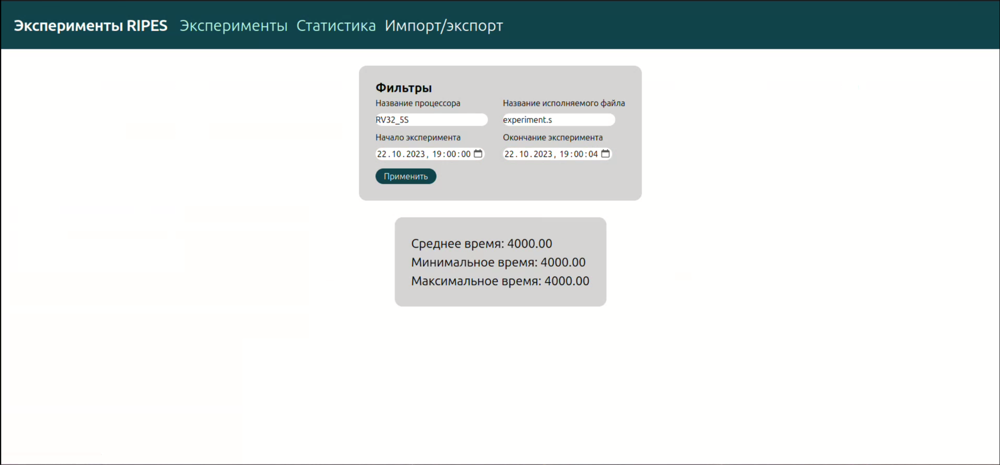 Эксперименты RIPES Эксперименты Статистика Импорт/экспорт
Фильтры
Название процессора Название исполняемого файла
RV32_5S experiment.s
Начало эксперимента Окончание эксперимента
22.10.2023, 19:00:00 22.10.2023, 19:00:04
Применить
Среднее время: 4000.00
Минимальное время: 4000.00
Максимальное время: 4000.00